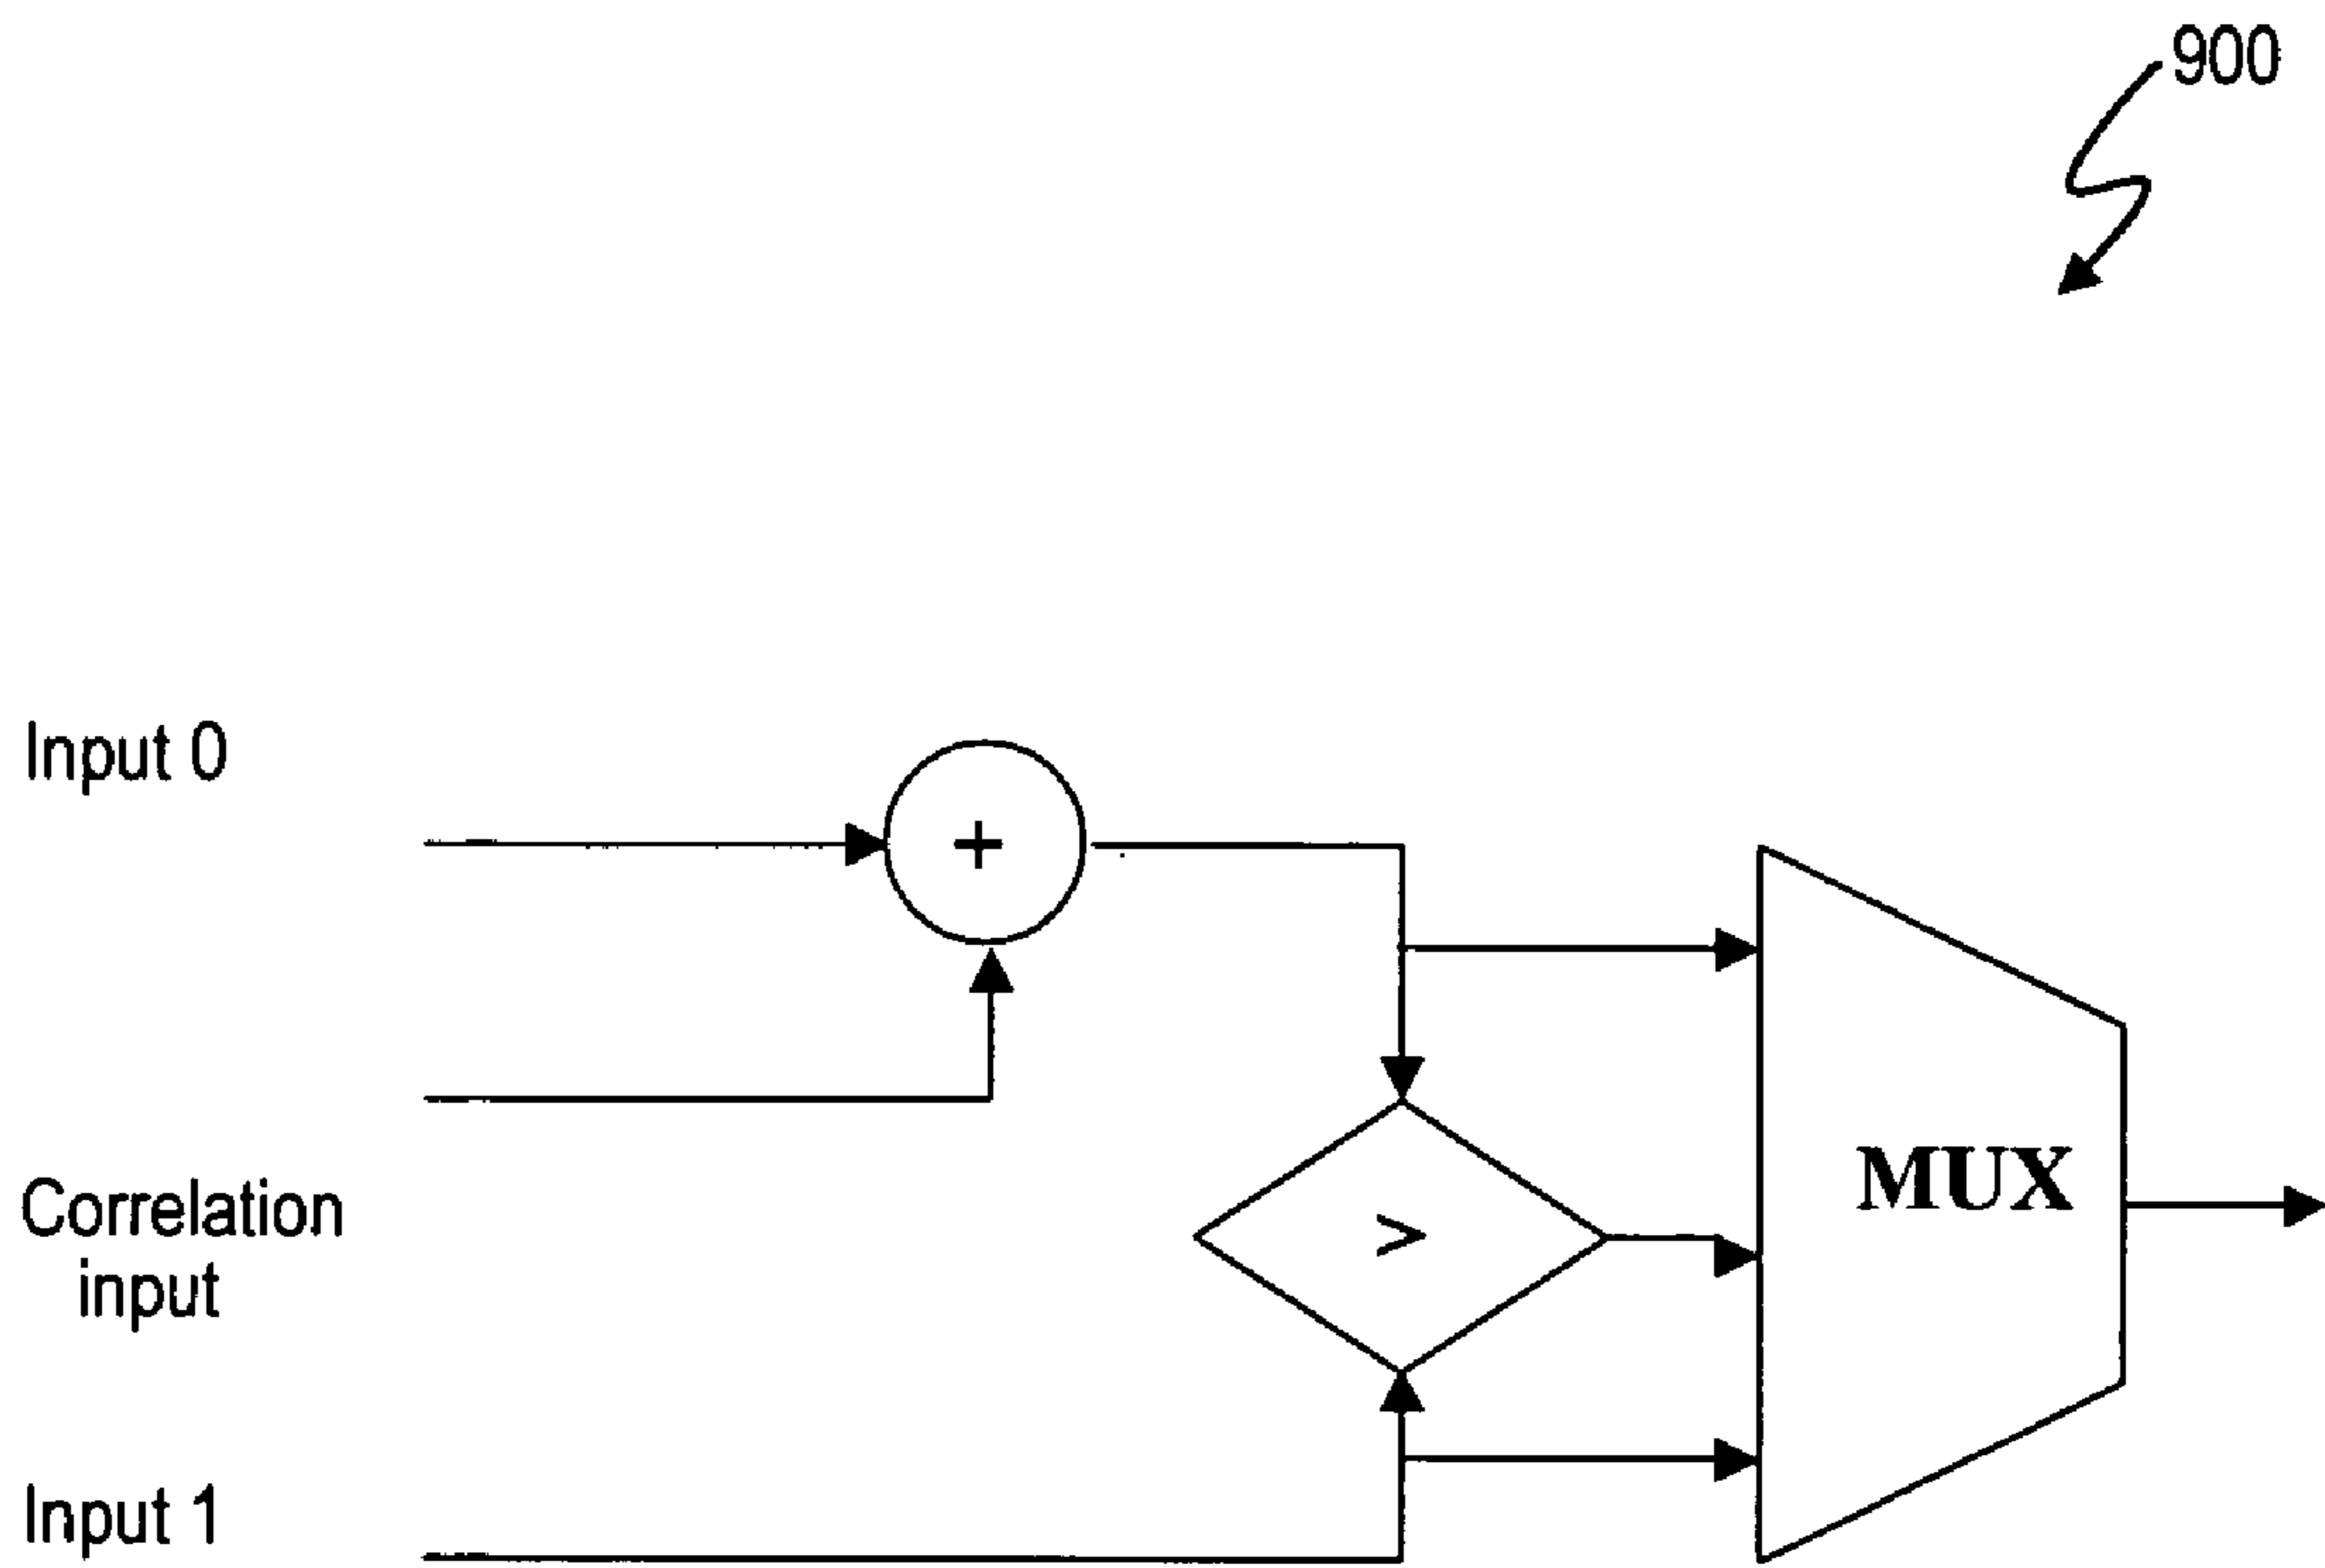 900
Input 0
+
MUX
>
Correlation
input
Input 1